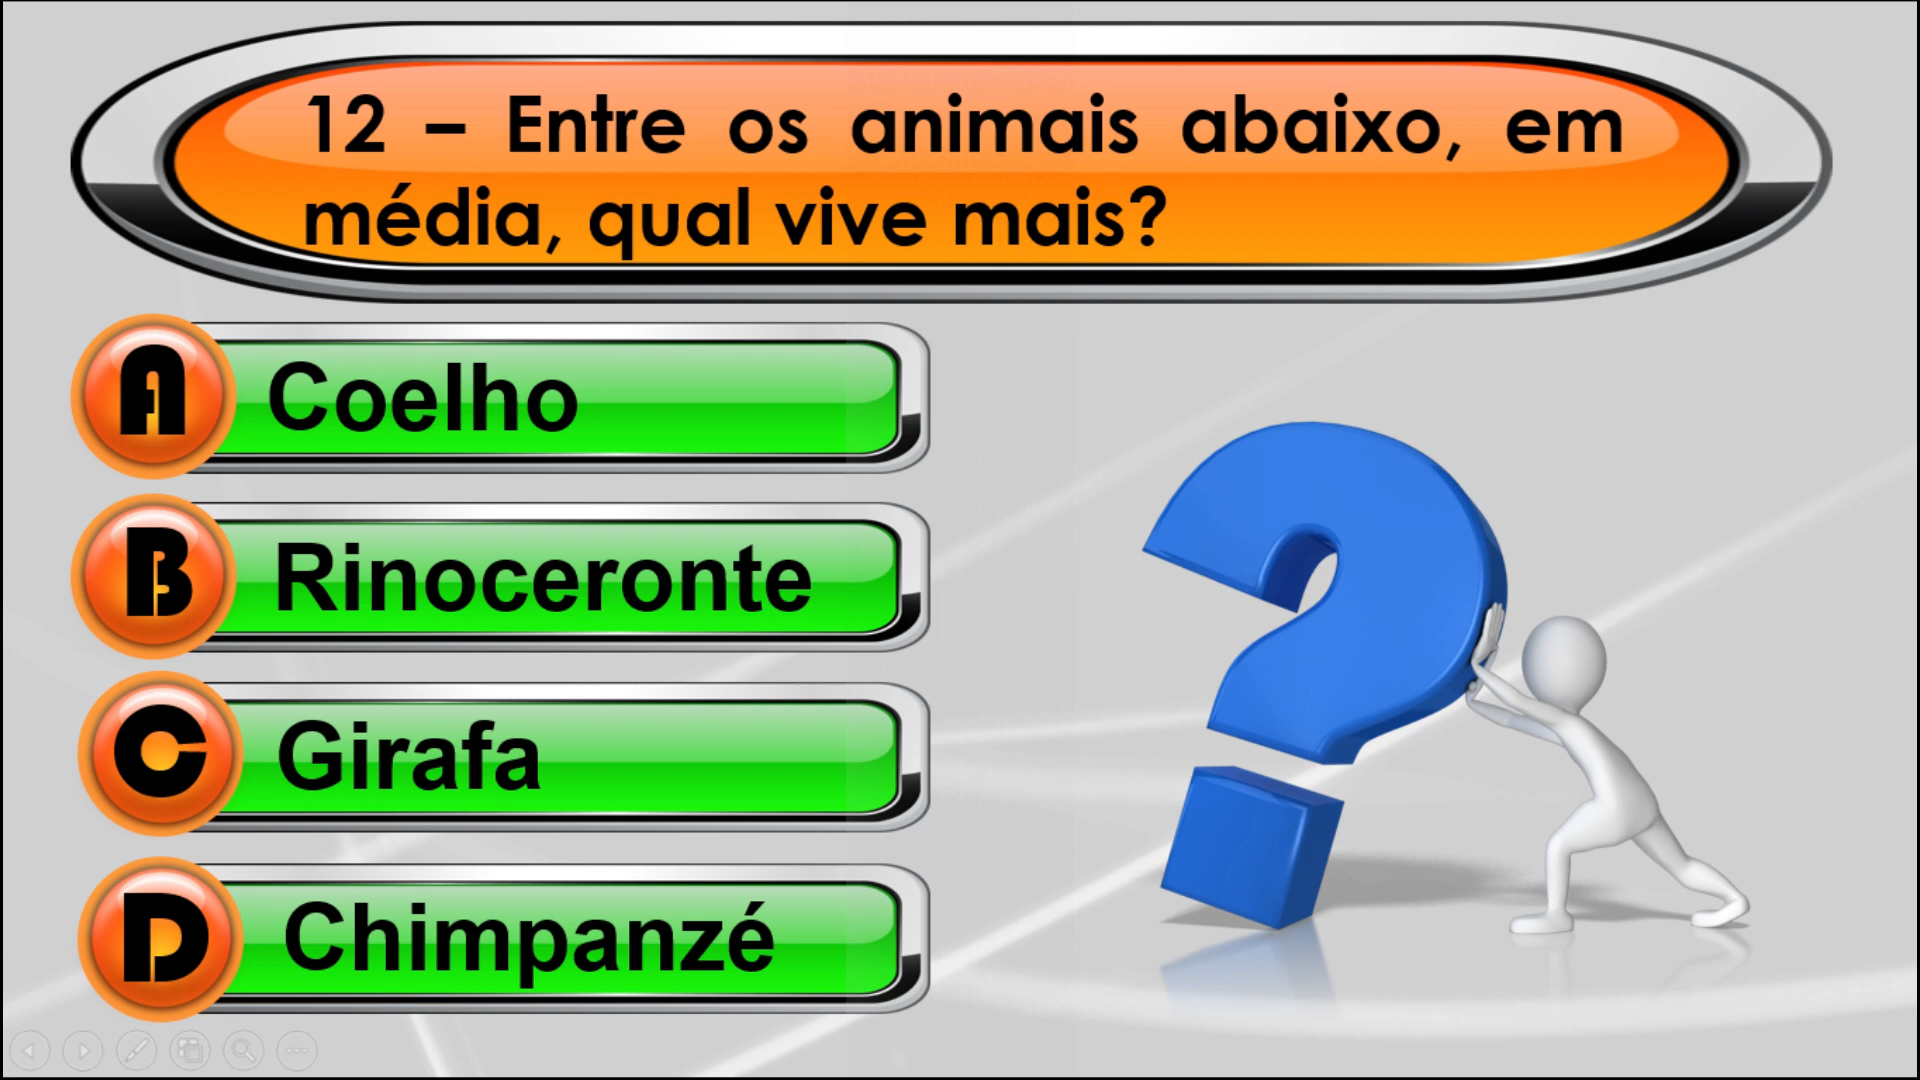 12 – Entre os animais abaixo, em
média, qual vive mais?
A Coelho
B Rinoceronte
C Girafa
D Chimpanzé